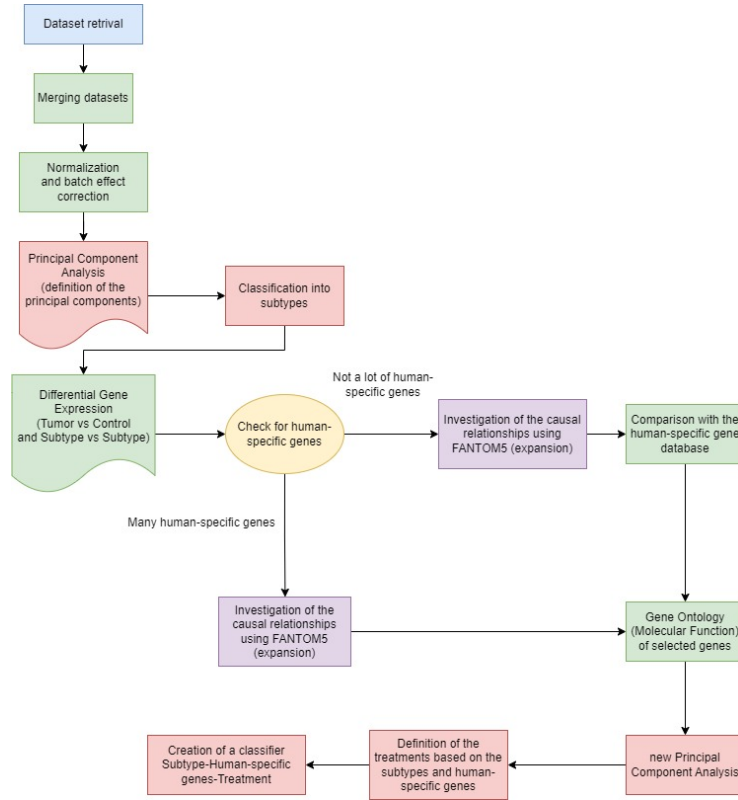 Dataset retrival
Merging datasets
Normalization
and batch effect
correction
Principal Component
Analysis
(definition of the
principal components)
Classification into
subtypes
Differential Gene
Expression
(Tumor vs Control
and Subtype vs Subtype)
Check for human-
specific genes
Not a lot of human-
specific genes
Investigation of the causal
relationships using
FANTOM5 (expansion)
Comparison with the
human-specific gene
database
Many human-specific genes
Investigation of the
causal relationships
using FANTOM5
(expansion)
Gene Ontology
(Molecular Function)
of selected genes
new Principal
Component Analysis
Definition of the
treatments based on the
subtypes and human-
specific genes
Creation of a classifier
Subtype-Human-specific
genes-Treatment